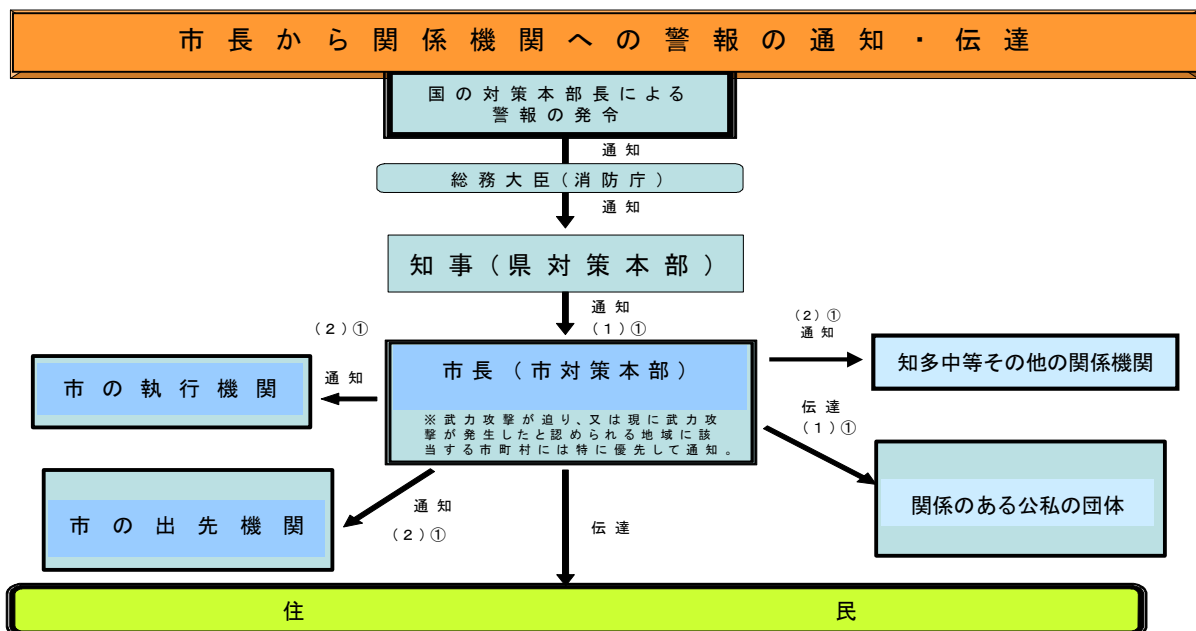 市長から関係機関への警報の通知・伝達
国の対策本部長による
警報の発令
通知
総務大臣(消防庁)
通知
知事(県対策本部)
通知
(1)①
(2)①
通知
(2)①
通知
市の執行機関
市長(市対策本部)
※武力攻撃が迫り、又は現に武力攻
撃が発生したと認められる地域に該
当する市町村には特に優先して通知。
知多中等その他の関係機関
伝達
(1)①
市の出先機関
通知
(2)①
伝達
関係のある公私の団体
住民